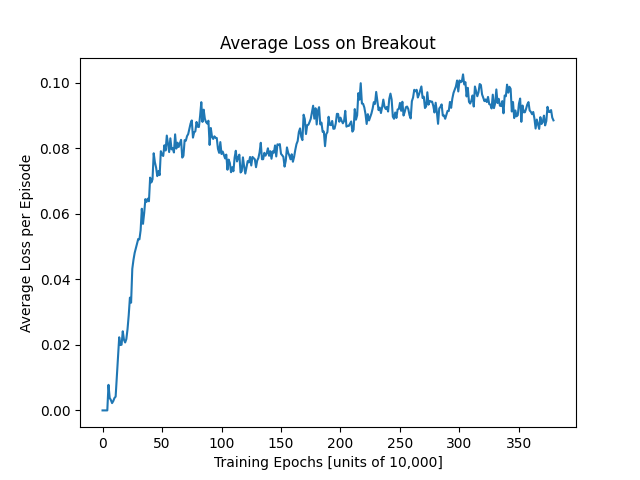 Average Loss on Breakout
Average Loss per Episode
0.10
0.08
0.06
0.04
0.02
0.00
0 50 100 150 200 250 300 350
Training Epochs [units of 10,000]